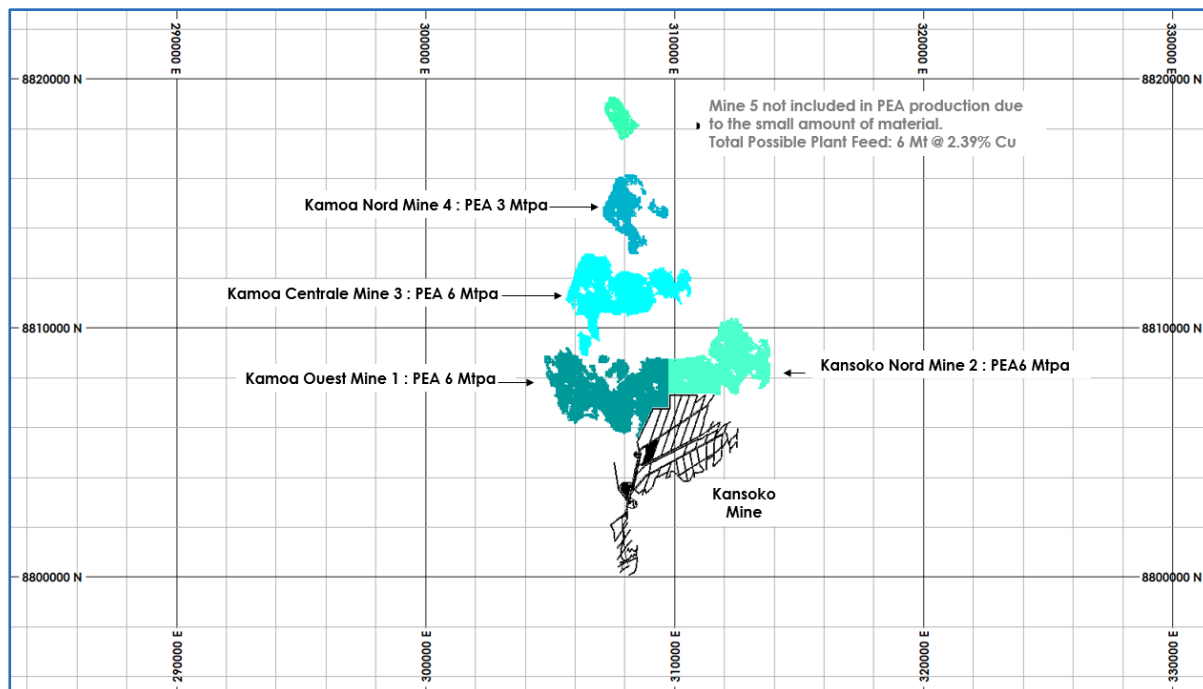 290000 E
300000 E
310000 E
320000 E
330000 E
8820000 N
8820000 N
Mine 5 not included in PEA production due
to the small amount of material.
Total Possible Plant Feed: 6 Mt @ 2.39% Cu
Kamoa Nord Mine 4 : PEA 3 Mtpa
Kamoa Centrale Mine 3 : PEA 6 Mtpa
8810000 N
8810000 N
Kamoa Ouest Mine 1 : PEA 6 Mtpa
Kansoko Nord Mine 2 : PEA6 Mtpa
Kansoko
Mine
8800000 N
8800000 N
290000 E
300000 E
310000 E
320000 E
330000 E